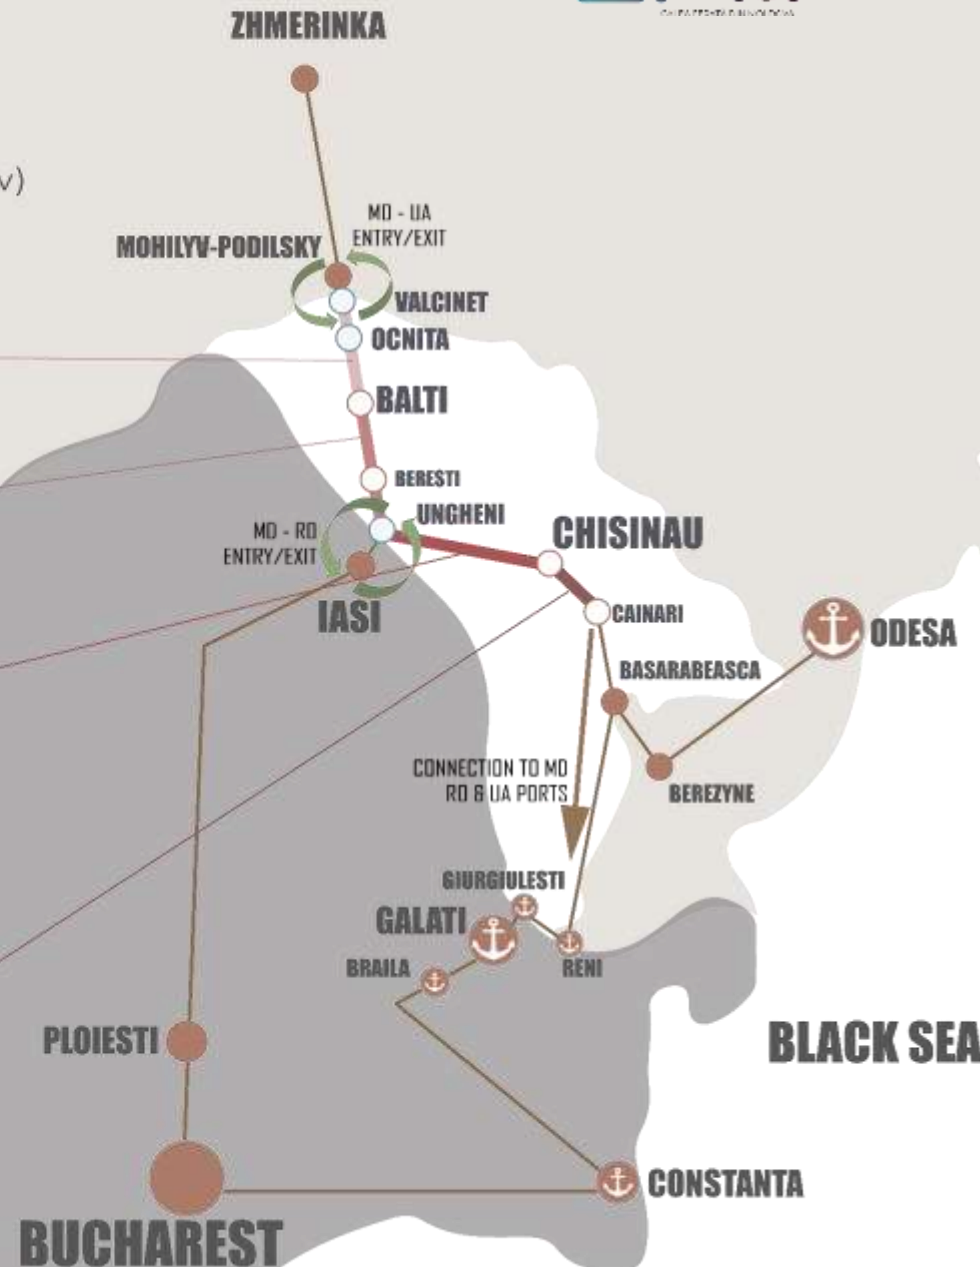 ZHMERINKA
v)
MD - UA
ENTRY/EXIT
MOHILYV-PODILSKY
VALCINET
OCNITA
BALTI
BERESTI
UNGHENI
MD - RO
ENTRY/EXIT
CHISINAU
IASI
CAINARI
ODESA
BASARABEASCA
CONNECTION TO MD
RO & UA PORTS
BEREZYNE
GIURGIULESTI
GALATI
BRAILA
RENI
PLOIESTI
BLACK SEA
CONSTANTA
BUCHAREST